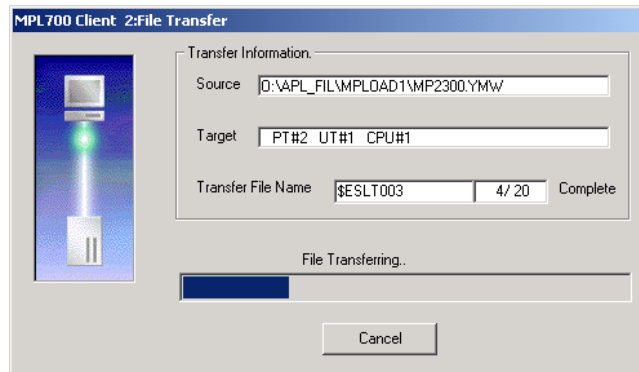 MPL700 Client 2:File Transfer
Transfer Information.
Source O:\APL_FIL\MPLOAD1\MP2300.YMW
Target PT#2 UT#1 CPU#1
Transfer File Name $ESLT003 4/ 20 Complete
File Transferring..
Cancel